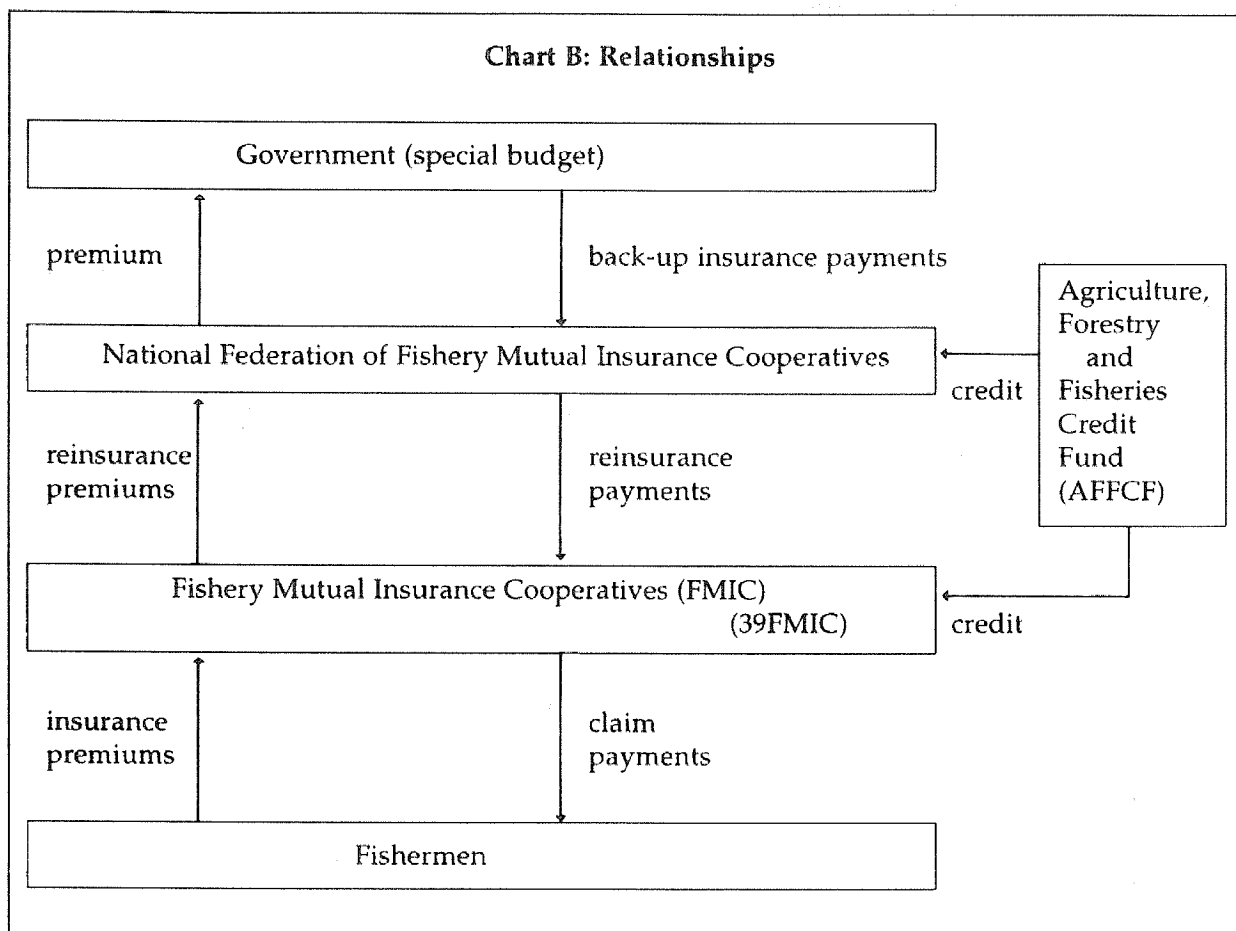 Chart B: Relationships
Government (special budget)
premium
back-up insurance payments
National Federation of Fishery Mutual Insurance Cooperatives
credit
Agriculture,
Forestry
and
Fisheries
Credit
Fund
(AFFCF)
reinsurance
premiums
reinsurance
payments
Fishery Mutual Insurance Cooperatives (FMIC)
(39FMIC)
credit
insurance
premiums
claim
payments
Fishermen